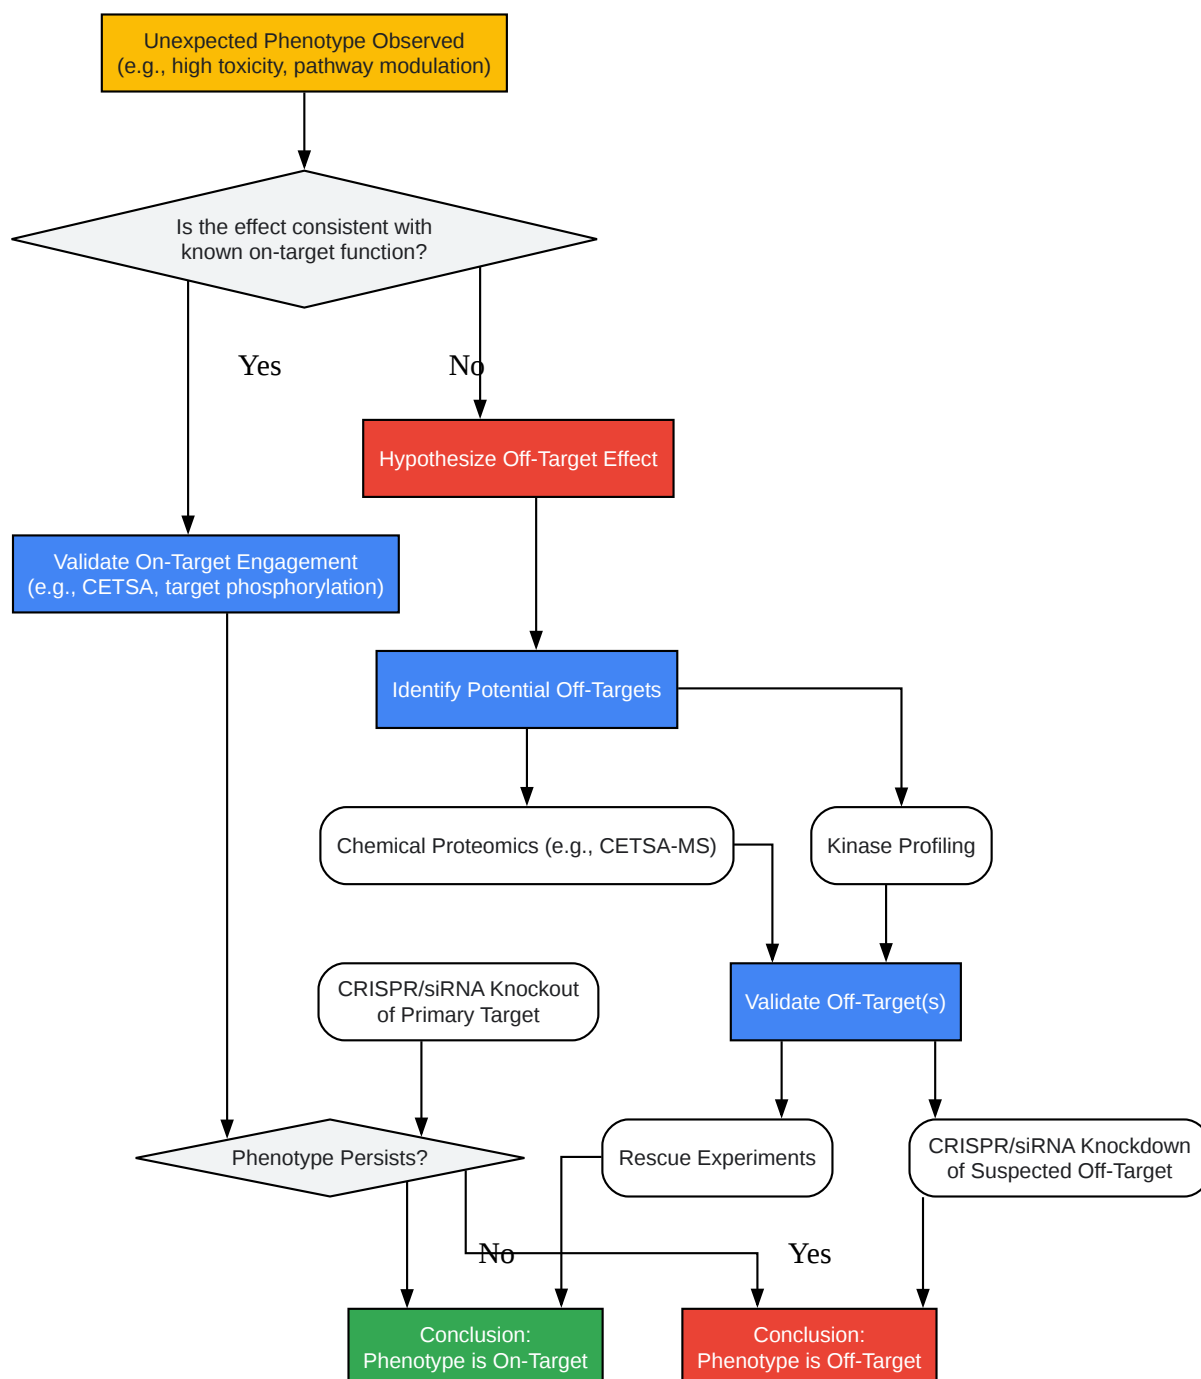 Unexpected Phenotype Observed
(e.g., high toxicity, pathway modulation)
Is the effect consistent with
known on-target function?
Yes
No
Hypothesize Off-Target Effect
Validate On-Target Engagement
(e.g., CETSA, target phosphorylation)
Identify Potential Off-Targets
Chemical Proteomics (e.g., CETSA-MS)
Kinase Profiling
CRISPR/siRNA Knockout
of Primary Target
Validate Off-Target(s)
Phenotype Persists?
Rescue Experiments
CRISPR/siRNA Knockdown
of Suspected Off-Target
No
Yes
Conclusion:
Phenotype is On-Target
Conclusion:
Phenotype is Off-Target